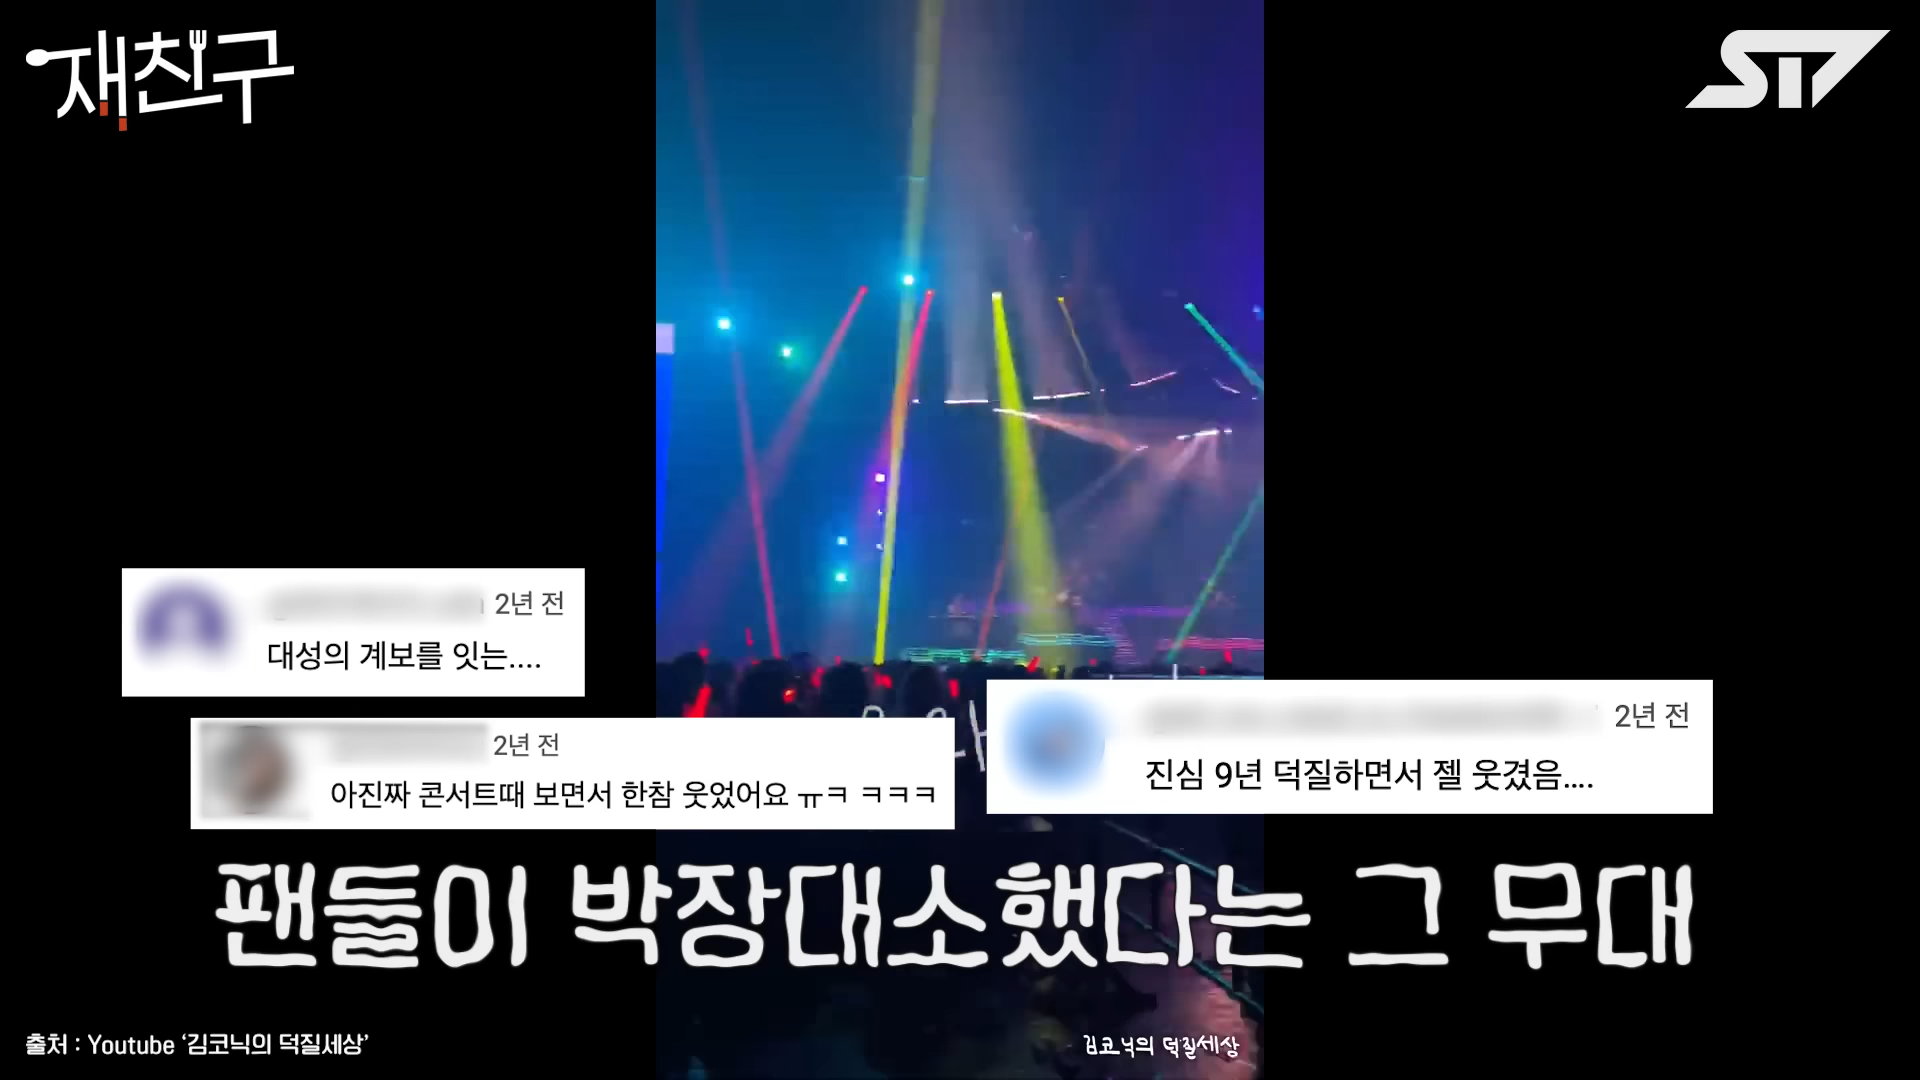 재친구
ST7
2년 전
대성의 계보를 잇는....
2년 전
아진짜 콘서트때 보면서 한참 웃었어요 ㅠㅋ ㅋㅋㅋ
2년 전
진심 9년 덕질하면서 젤 웃겼음....
팬들이 박장대소했다는 그 무대
출처 : Youtube ‘김코닉의 덕질세상’
김코닉의 덕질세상